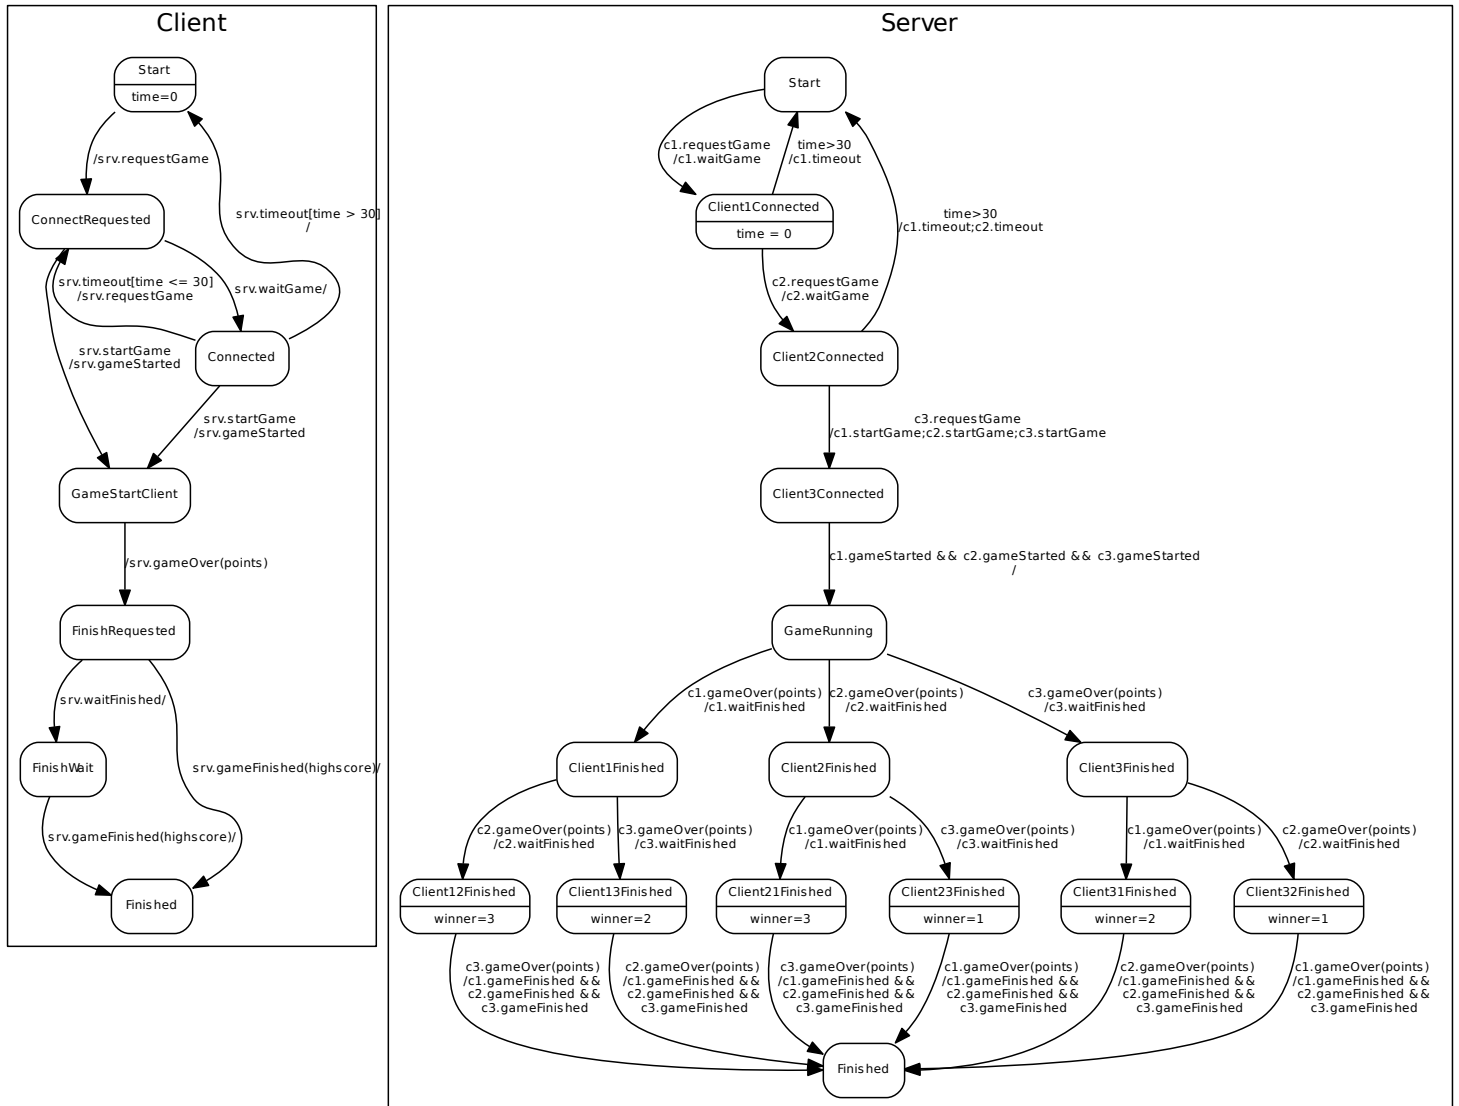 Client
Start
time=0
/srv.requestGame
ConnectRequested
srv.timeout[time > 30]
/
srv.timeout[time <= 30]
/srv.requestGame
srv.waitGame/
srv.startGame
/srv.gameStarted
Connected
srv.startGame
/srv.gameStarted
GameStartClient
/srv.gameOver(points)
FinishRequested
srv.waitFinished/
FinishWait
srv.gameFinished(highscore)/
srv.gameFinished(highscore)/
Finished
Server
Start
c1.requestGame
/c1.waitGame
time>30
/c1.timeout
Client1Connected
time = 0
time>30
/c1.timeout;c2.timeout
c2.requestGame
/c2.waitGame
Client2Connected
c3.requestGame
/c1.startGame;c2.startGame;c3.startGame
Client3Connected
c1.gameStarted && c2.gameStarted && c3.gameStarted
/
GameRunning
c1.gameOver(points)
/c1.waitFinished
c2.gameOver(points)
/c2.waitFinished
c3.gameOver(points)
/c3.waitFinished
Client1Finished
Client2Finished
Client3Finished
c2.gameOver(points)
/c2.waitFinished
c3.gameOver(points)
/c3.waitFinished
c1.gameOver(points)
/c1.waitFinished
c3.gameOver(points)
/c3.waitFinished
c1.gameOver(points)
/c1.waitFinished
c2.gameOver(points)
/c2.waitFinished
Client12Finished
winner=3
Client13Finished
winner=2
Client21Finished
winner=3
Client23Finished
winner=1
Client31Finished
winner=2
Client32Finished
winner=1
c3.gameOver(points)
/c1.gameFinished &&
c2.gameFinished &&
c3.gameFinished
c2.gameOver(points)
/c1.gameFinished &&
c2.gameFinished &&
c3.gameFinished
c3.gameOver(points)
/c1.gameFinished &&
c2.gameFinished &&
c3.gameFinished
c1.gameOver(points)
/c1.gameFinished &&
c2.gameFinished &&
c3.gameFinished
c2.gameOver(points)
/c1.gameFinished &&
c2.gameFinished &&
c3.gameFinished
c1.gameOver(points)
/c1.gameFinished &&
c2.gameFinished &&
c3.gameFinished
Finished